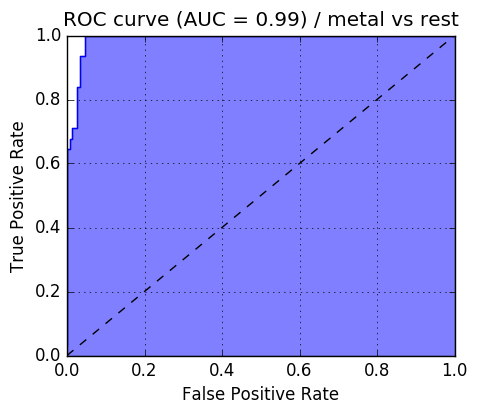 ROC curve (AUC = 0.99) / metal vs rest
1.0
0.8
0.6
0.4
0.2
0.0
True Positive Rate
0.0 0.2 0.4 0.6 0.8 1.0
False Positive Rate